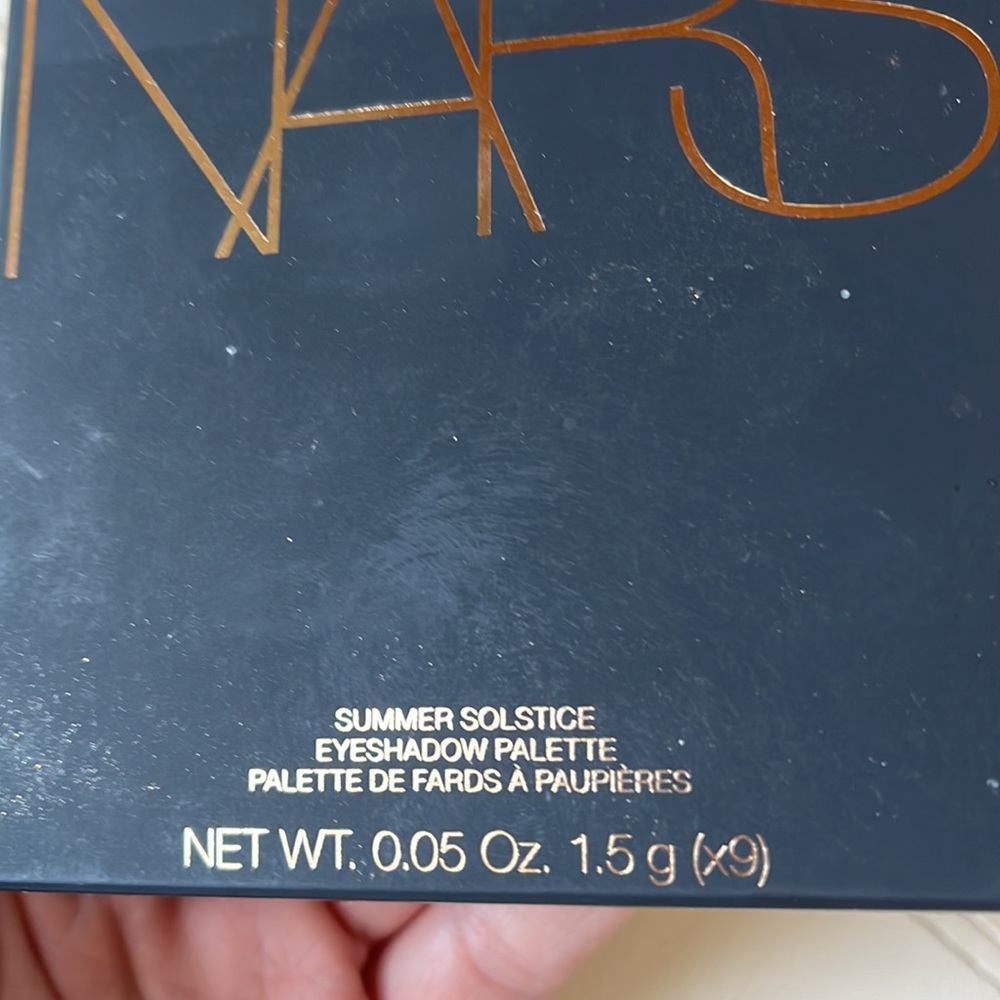 NARS
SUMMER SOLSTICE
EYESHADOW PALETTE
PALETTE DE FARDS À PAUPIÈRES
NET WT. 0.05 Oz. 1.5 g (x9)